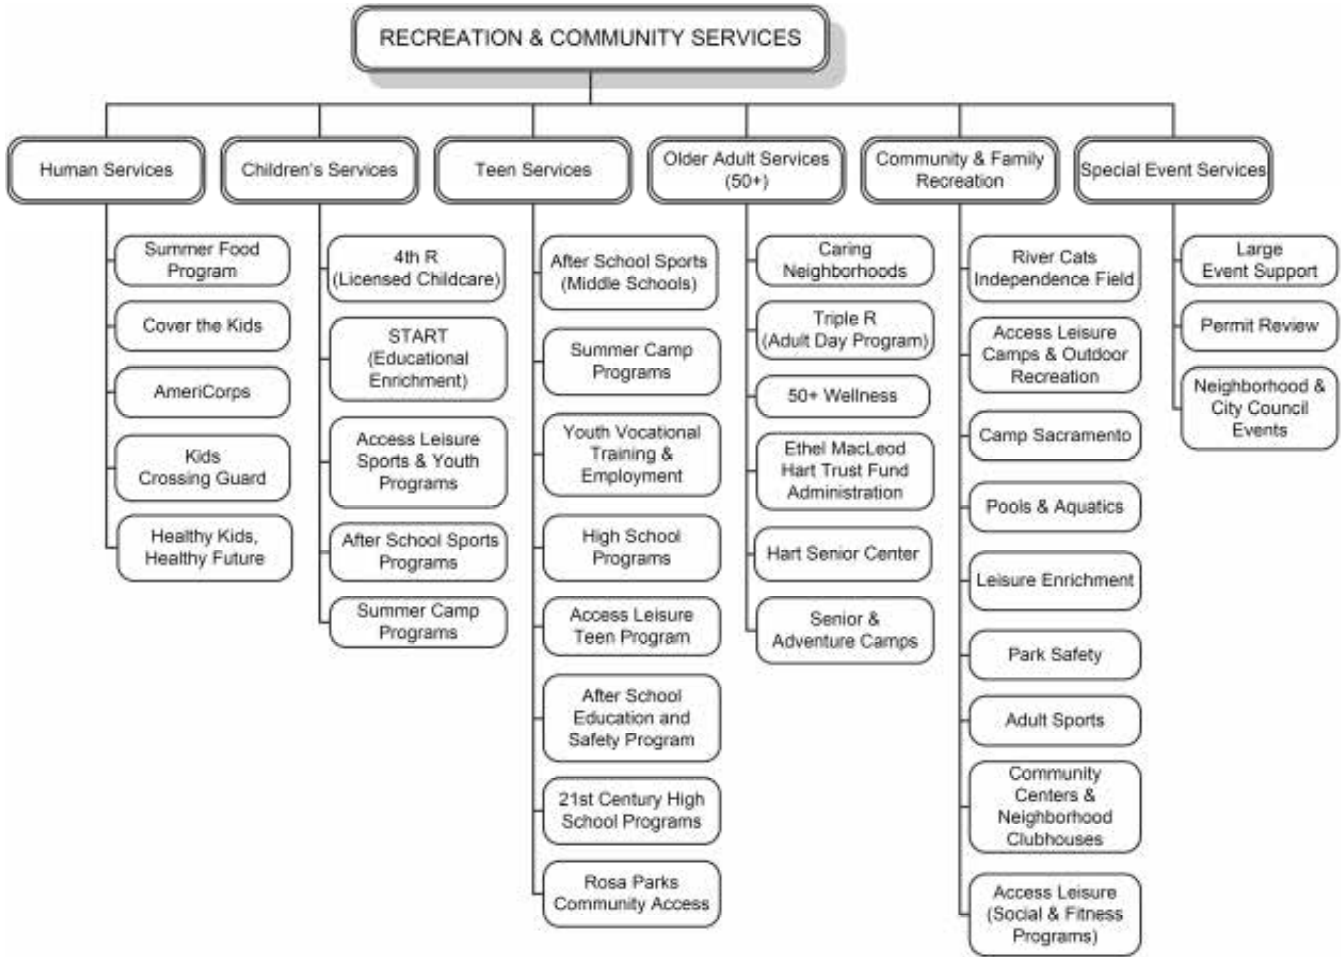 RECREATION & COMMUNITY SERVICES
Human Services
Summer Food
Program
Cover the Kids
AmeriCorps
Kids
Crossing Guard
Healthy Kids,
Healthy Future
Children's Services
4th R
(Licensed Childcare)
START
(Educational
Enrichment)
Access Leisure
Sports & Youth
Programs
After School Sports
Programs
Summer Camp
Programs
Teen Services
After School Sports
(Middle Schools)
Summer Camp
Programs
Youth Vocational
Training &
Employment
High School
Programs
Access Leisure
Teen Program
After School
Education and
Safety Program
21st Century High
School Programs
Rosa Parks
Community Access
Older Adult Services
(50+)
Caring
Neighborhoods
Triple R
(Adult Day Program)
50+ Wellness
Ethel MacLeod
Hart Trust Fund
Administration
Hart Senior Center
Senior &
Adventure Camps
Community & Family
Recreation
River Cats
Independence Field
Access Leisure
Camps & Outdoor
Recreation
Camp Sacramento
Pools & Aquatics
Leisure Enrichment
Park Safety
Adult Sports
Community
Centers &
Neighborhood
Clubhouses
Access Leisure
(Social & Fitness
Programs)
Special Event Services
Large
Event Support
Permit Review
Neighborhood &
City Council
Events